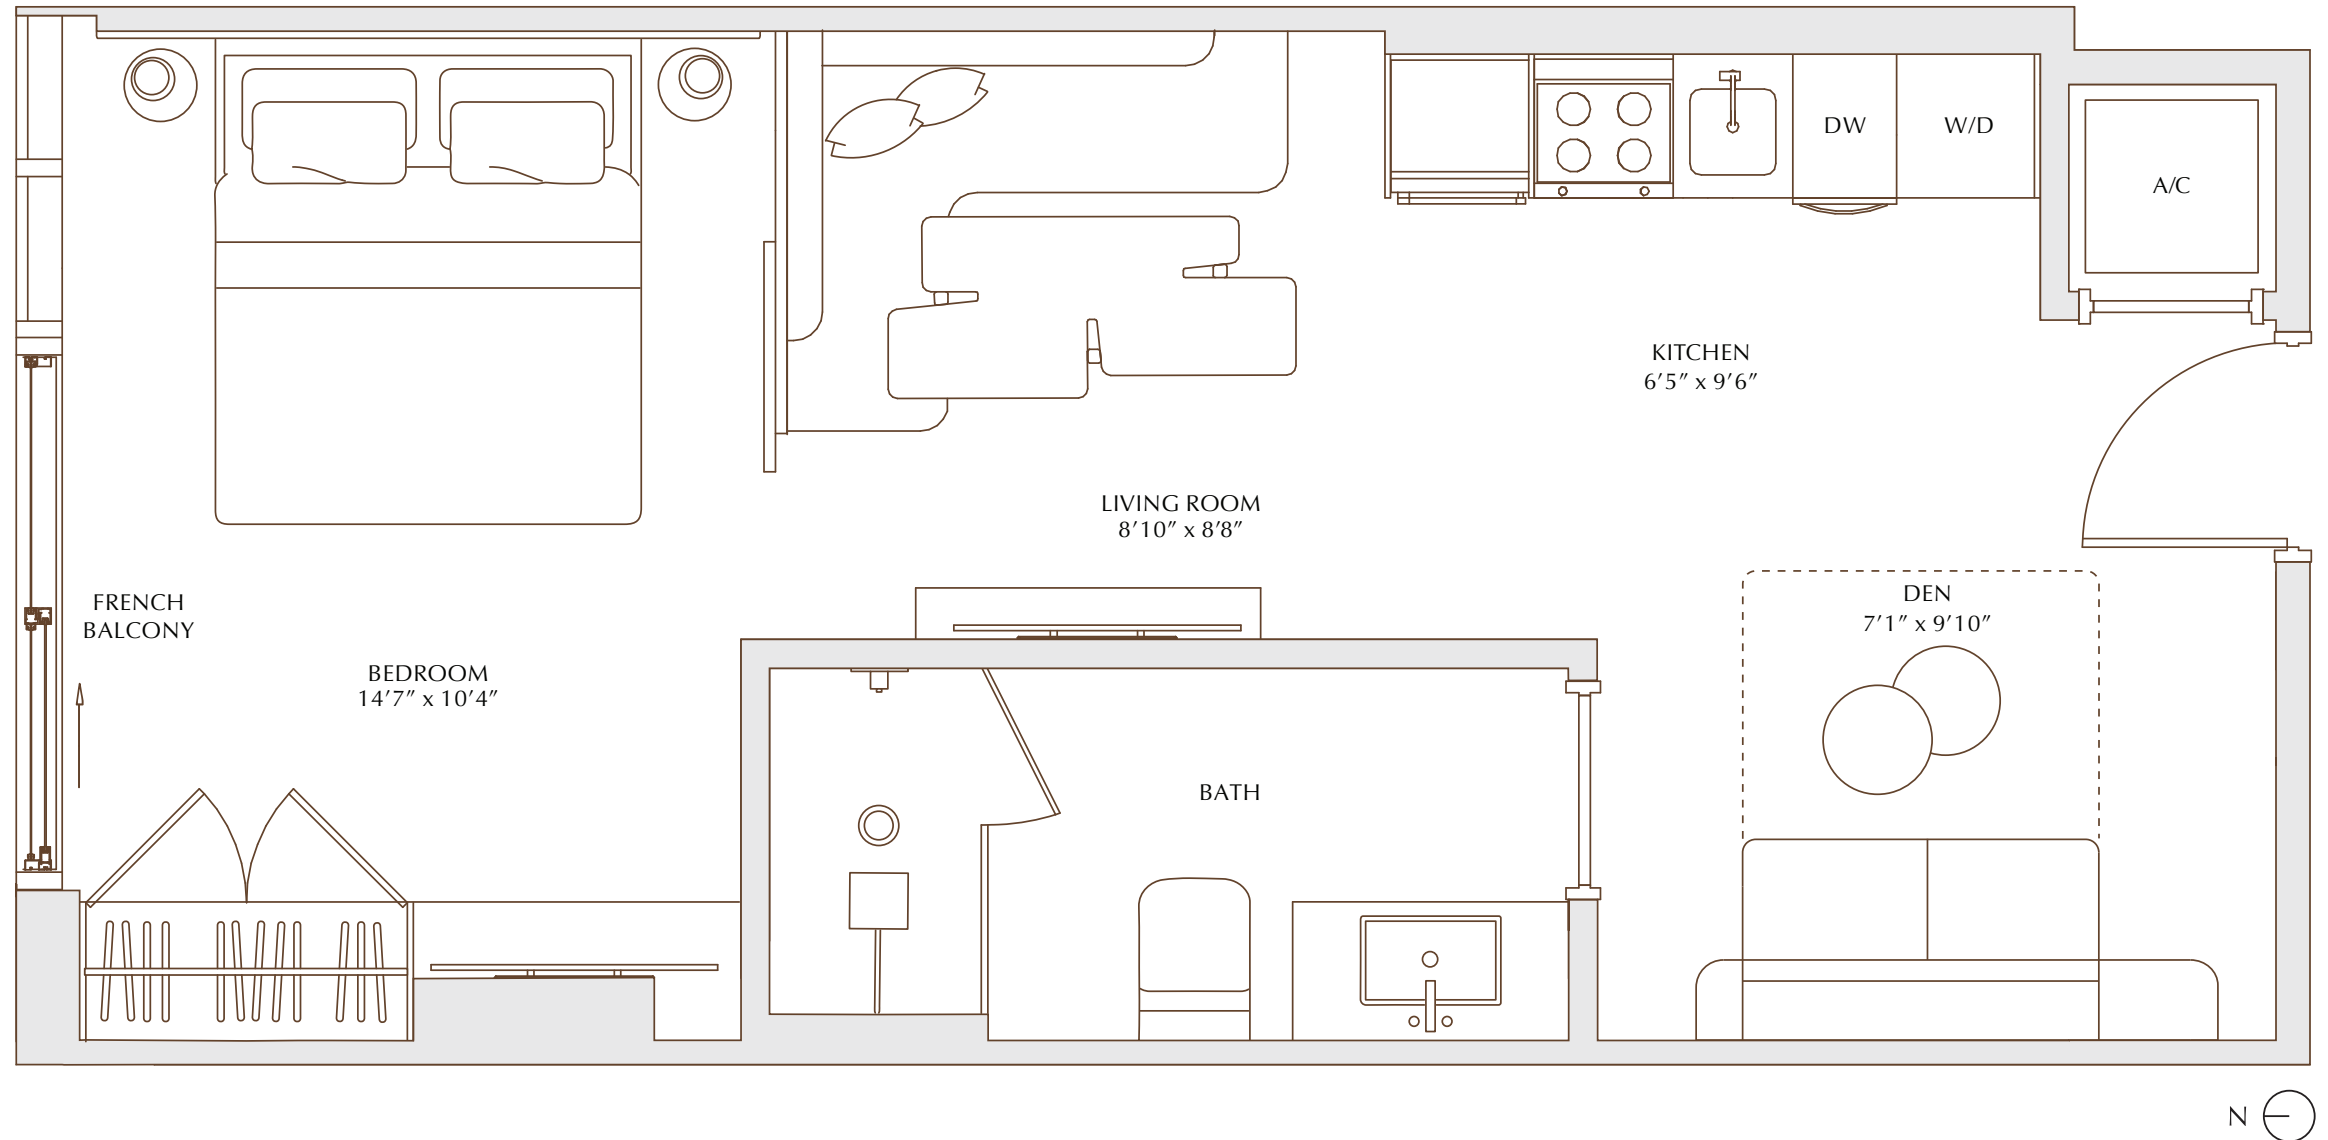 DW
W/D
A/C
KITCHEN
6′5″ x 9′6″
LIVING ROOM
8′10″ x 8′8″
FRENCH
BALCONY
DEN
7′1″ x 9′10″
BEDROOM
14′7″ x 10′4″
BATH
N